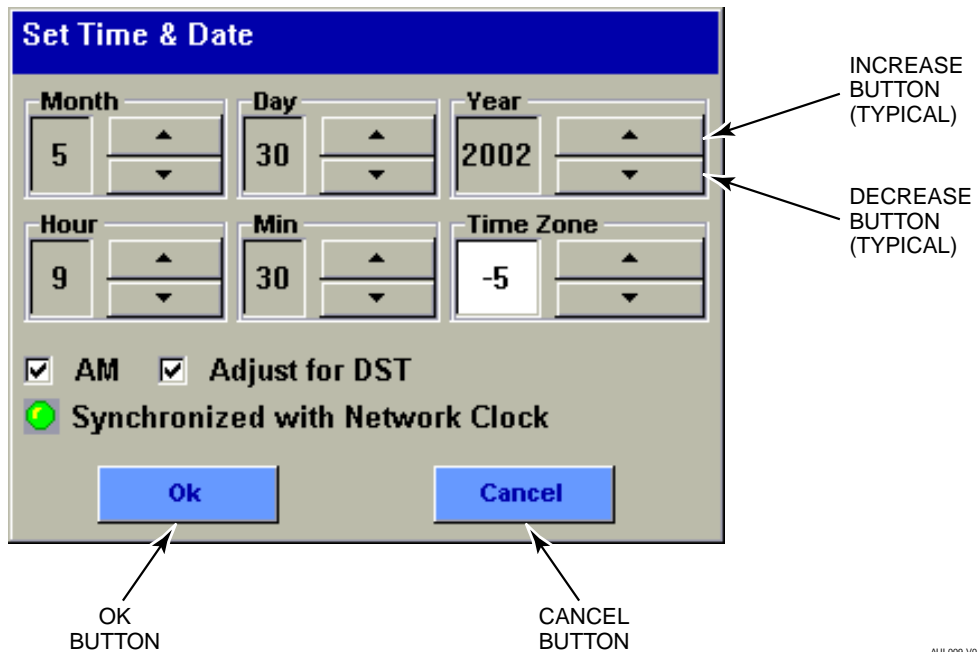 Set Time & Date
INCREASE
BUTTON
(TYPICAL)
Month
Day
Year
5
30
2002
DECREASE
BUTTON
(TYPICAL)
Hour
Min
Time Zone
9
30
-5
AM
Adjust for DST
Synchronized with Network Clock
Ok
Cancel
OK
BUTTON
CANCEL
BUTTON